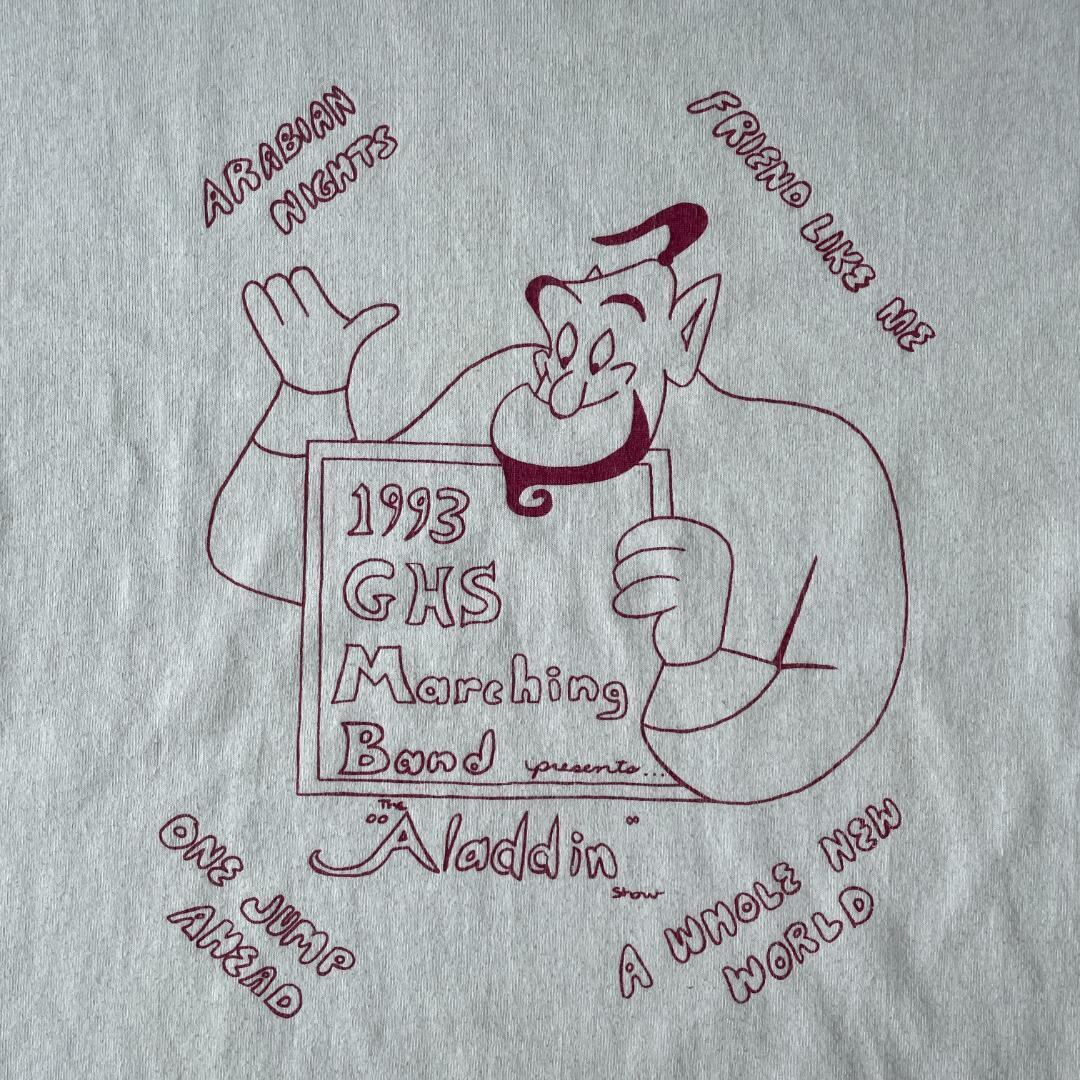 ARABIAN
NIGHTS
FRIEND LIKE ME
1993
GHS
Marching
Band presents...
The
"Aladdin"
show
ONE JUMP
AHEAD
A WHOLE NEW
WORLD